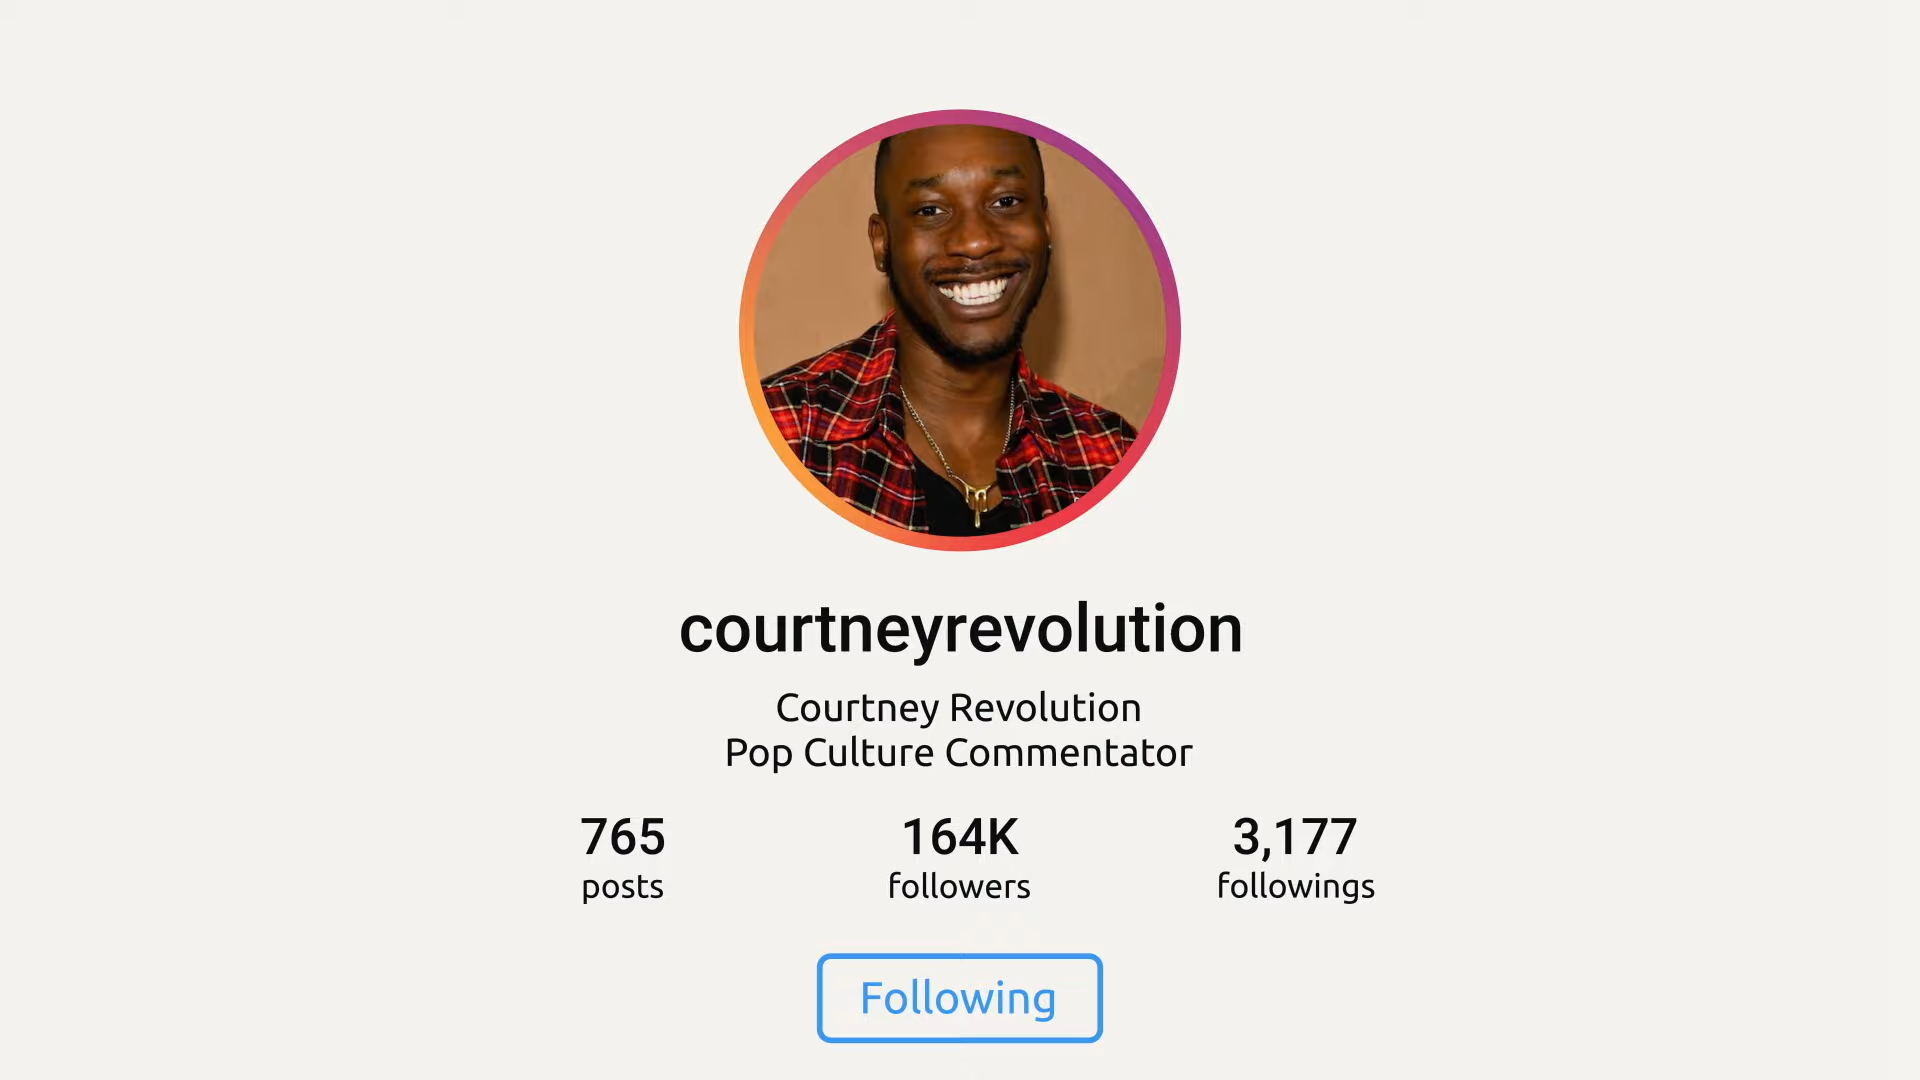 courtneyrevolution
Courtney Revolution
Pop Culture Commentator
765 164K 3,177
posts followers followings
Following